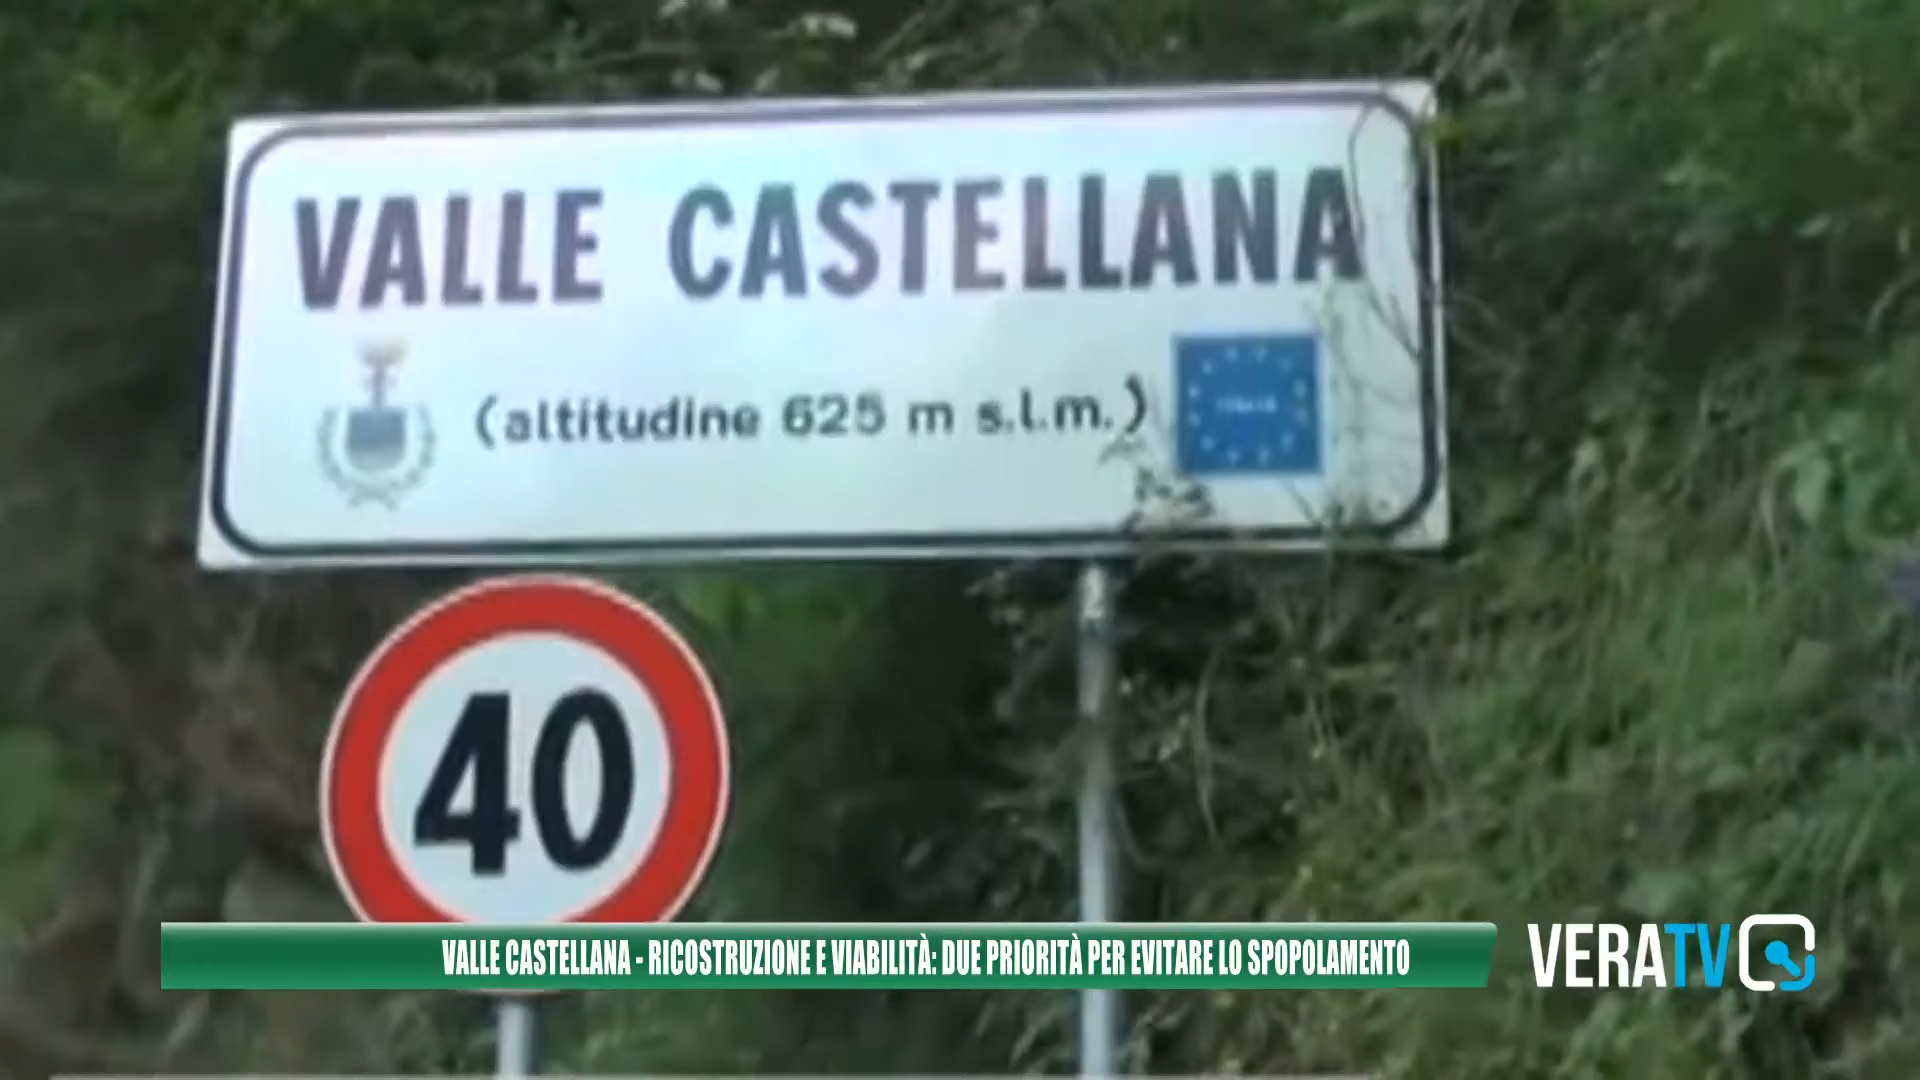 VALLE CASTELLANA
(altitudine 625 m s.l.m.)
ITALIA
40
VALLE CASTELLANA - RICOSTRUZIONE E VIABILITÀ: DUE PRIORITÀ PER EVITARE LO SPOPOLAMENTO
VERATV